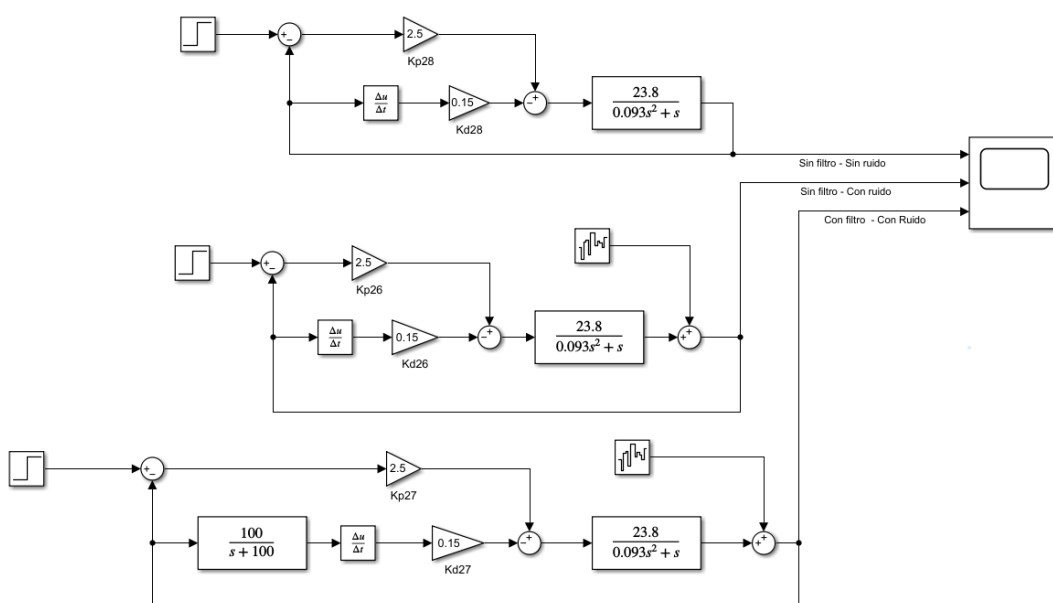 +
−
2.5
Kp28
Δu
Δt
0.15
Kd28
−
+
23.8
0.093s² + s
Sin filtro - Sin ruido
Sin filtro - Con ruido
Con filtro - Con Ruido
+
−
2.5
Kp26
Δu
Δt
0.15
Kd26
−
+
23.8
0.093s² + s
+
+
+
−
2.5
Kp27
100
s + 100
Δu
Δt
0.15
Kd27
−
+
23.8
0.093s² + s
+
+